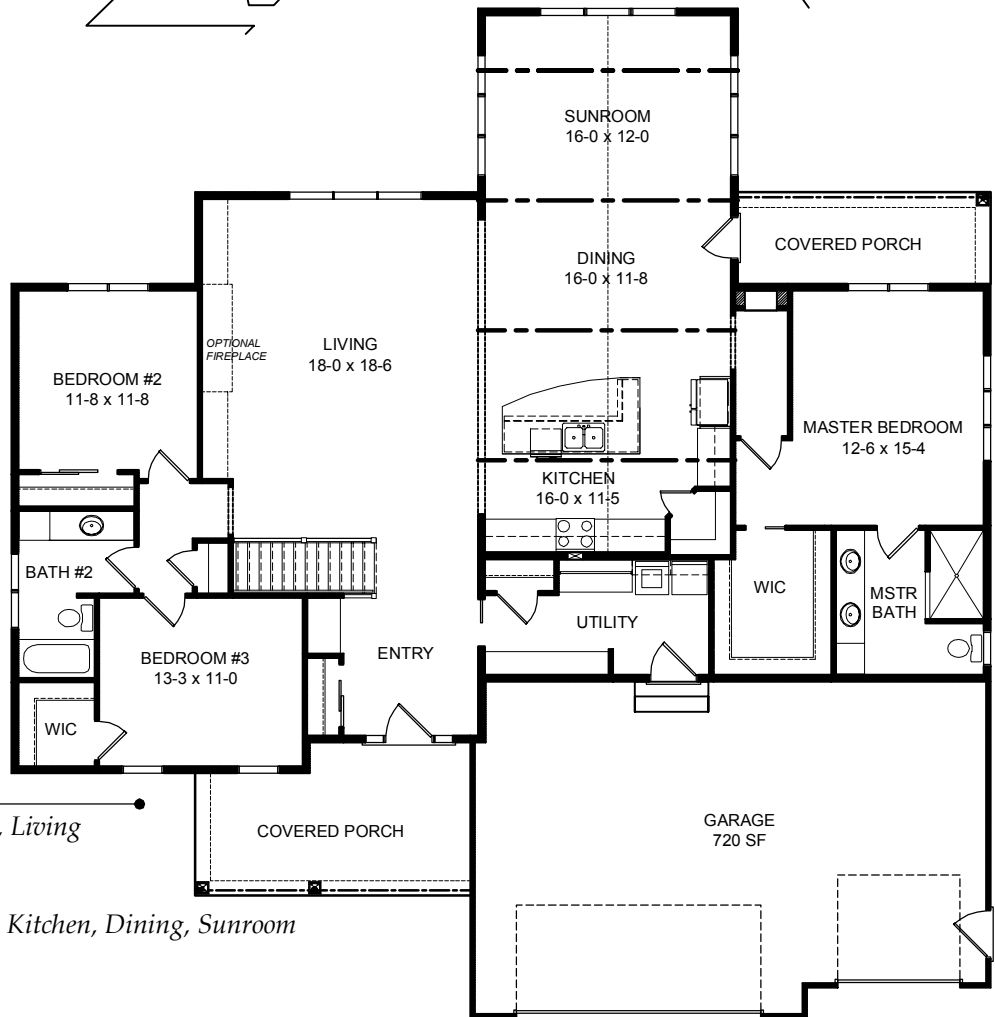 SUNROOM
16-0 x 12-0
COVERED PORCH
DINING
16-0 x 11-8
OPTIONAL
FIREPLACE
LIVING
18-0 x 18-6
BEDROOM #2
11-8 x 11-8
MASTER BEDROOM
12-6 x 15-4
KITCHEN
16-0 x 11-5
BATH #2
WIC
MSTR
BATH
UTILITY
ENTRY
BEDROOM #3
13-3 x 11-0
WIC
COVERED PORCH
GARAGE
720 SF
, Living
Kitchen, Dining, Sunroom